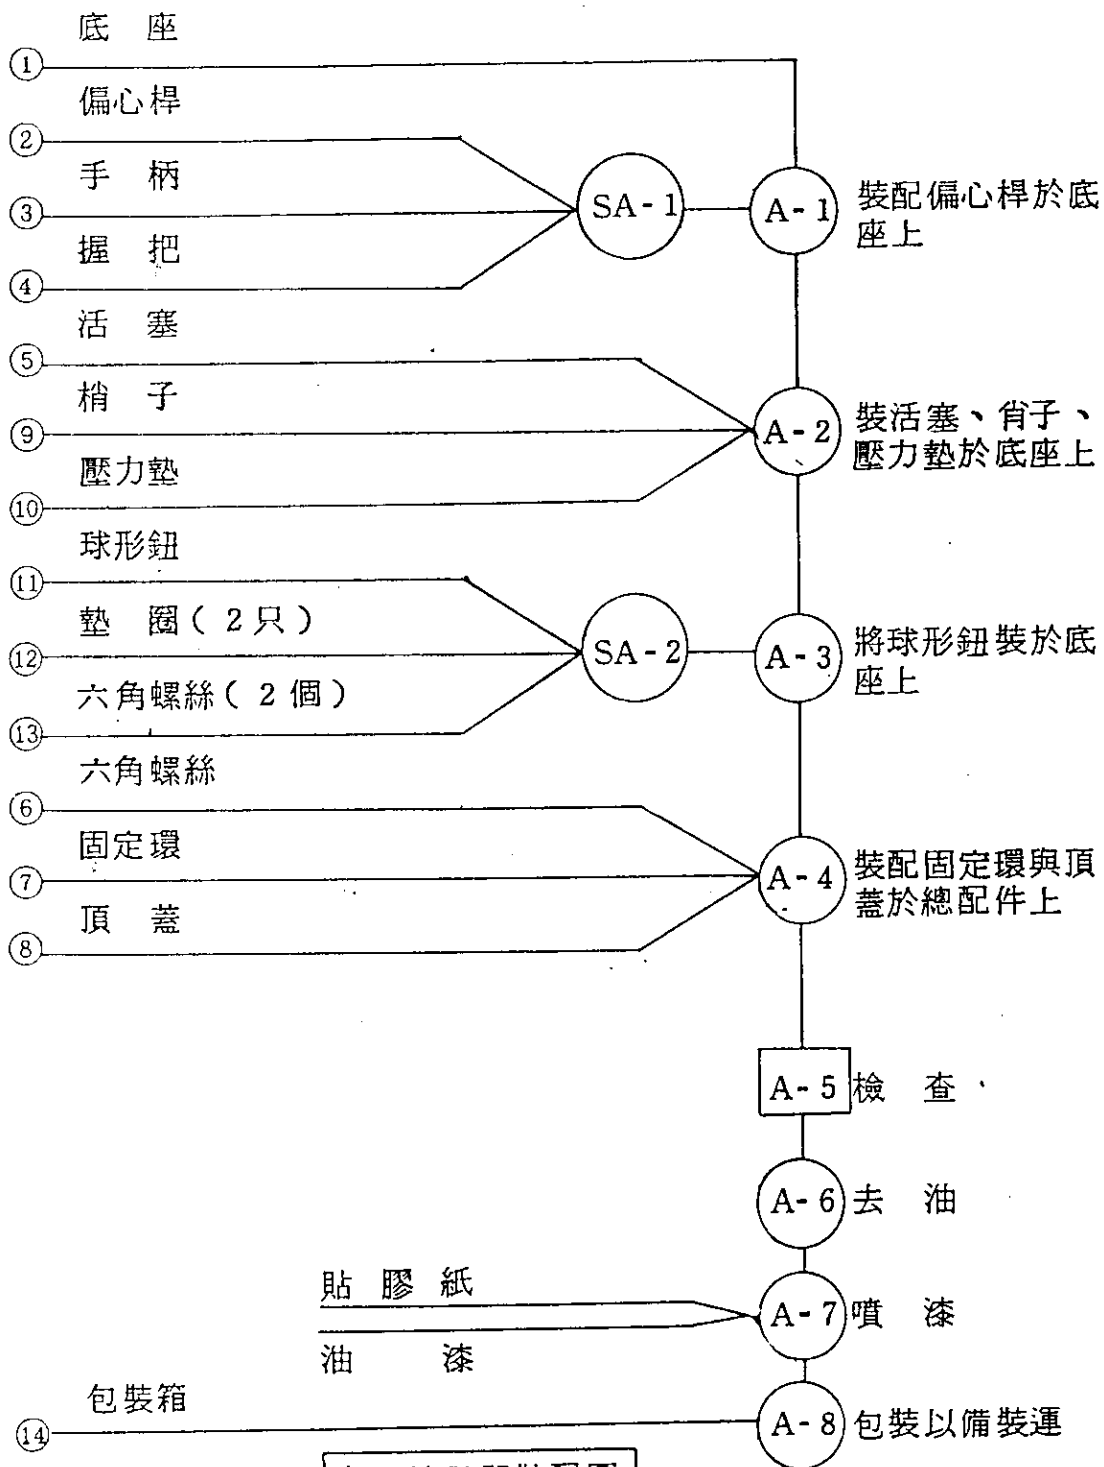 底 座
①
偏心桿
②
手 柄
③
SA-1
A-1
裝配偏心桿於底
座上
握 把
④
活 塞
⑤
梢 子
⑨
A-2
裝活塞、肖子、
壓力墊於底座上
壓力墊
⑩
球形鈕
⑪
墊 圈(2只)
⑫
SA-2
A-3
將球形鈕裝於底
座上
六角螺絲(2個)
⑬
六角螺絲
⑥
固定環
⑦
A-4
裝配固定環與頂
蓋於總配件上
頂 蓋
⑧
A-5
檢 查
A-6
去 油
貼 膠 紙
A-7
噴 漆
油 漆
包裝箱
⑭
A-8
包裝以備裝運